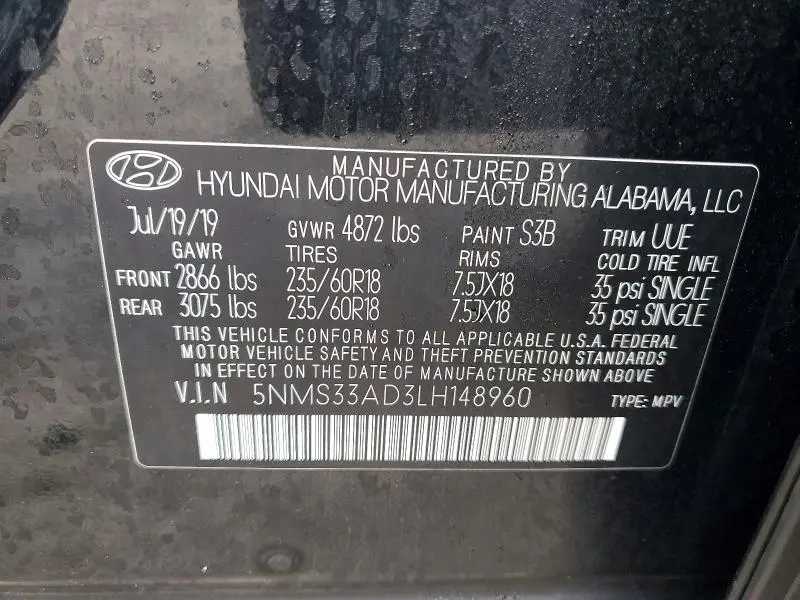 MANUFACTURED BY
HYUNDAI MOTOR MANUFACTURING ALABAMA, LLC
Jul/19/19 GVWR 4872 lbs PAINT S3B TRIM UUE
GAWR TIRES RIMS COLD TIRE INFL
FRONT 2866 lbs 235/60R18 7.5JX18 35 psi SINGLE
REAR 3075 lbs 235/60R18 7.5JX18 35 psi SINGLE
THIS VEHICLE CONFORMS TO ALL APPLICABLE U.S.A. FEDERAL
MOTOR VEHICLE SAFETY AND THEFT PREVENTION STANDARDS
IN EFFECT ON THE DATE OF MANUFACTURE SHOWN ABOVE
V.I.N 5NMS33AD3LH148960 TYPE: MPV